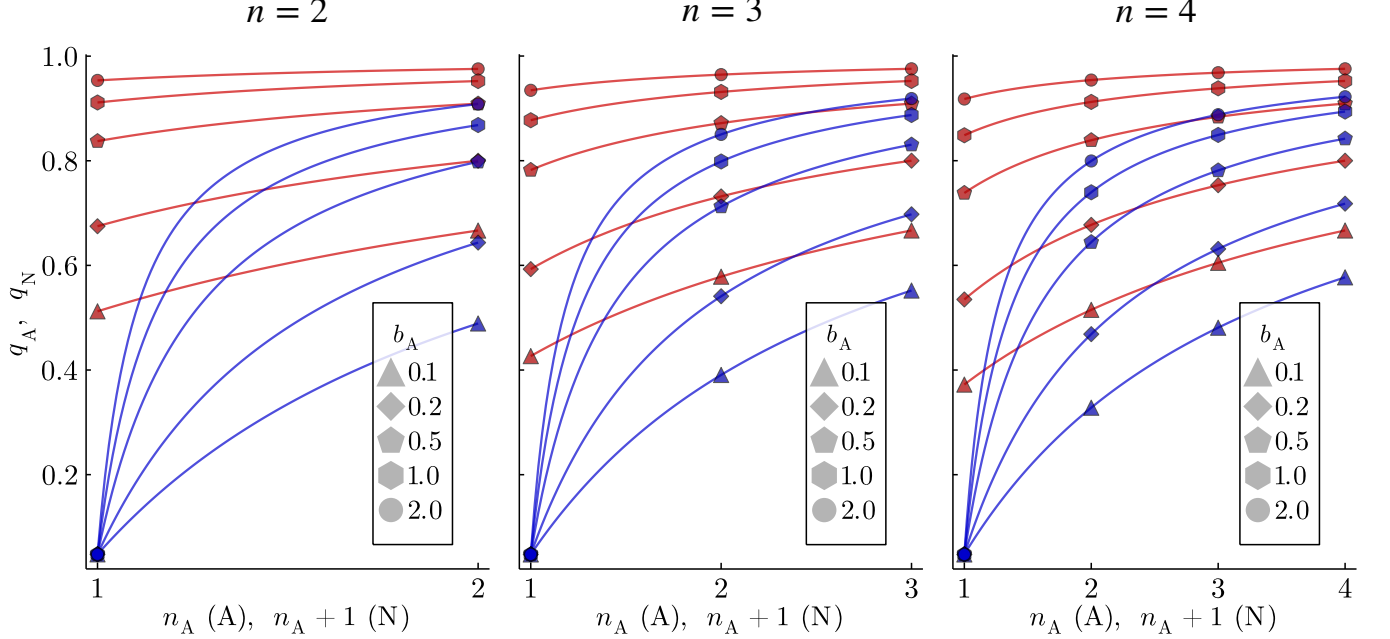 n = 2
n = 3
n = 4
q_A, q_N
1.0
0.8
0.6
0.4
0.2
b_A
0.1
0.2
0.5
1.0
2.0
1
2
n_A (A), n_A + 1 (N)
b_A
0.1
0.2
0.5
1.0
2.0
1
2
3
n_A (A), n_A + 1 (N)
b_A
0.1
0.2
0.5
1.0
2.0
1
2
3
4
n_A (A), n_A + 1 (N)